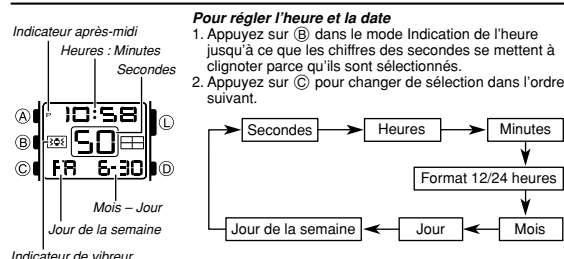 Pour régler l'heure et la date
1. Appuyez sur Ⓑ dans le mode Indication de l'heure
jusqu'à ce que les chiffres des secondes se mettent à
clignoter parce qu'ils sont sélectionnés.
2. Appuyez sur Ⓒ pour changer de sélection dans l'ordre
suivant.
Indicateur après-midi
Heures : Minutes
Secondes
Ⓐ
Ⓑ
Ⓒ
Ⓛ
Ⓓ
P 10:58
50
FR 6-30
Mois – Jour
Jour de la semaine
Indicateur de vibreur
Secondes
Heures
Minutes
Format 12/24 heures
Mois
Jour
Jour de la semaine